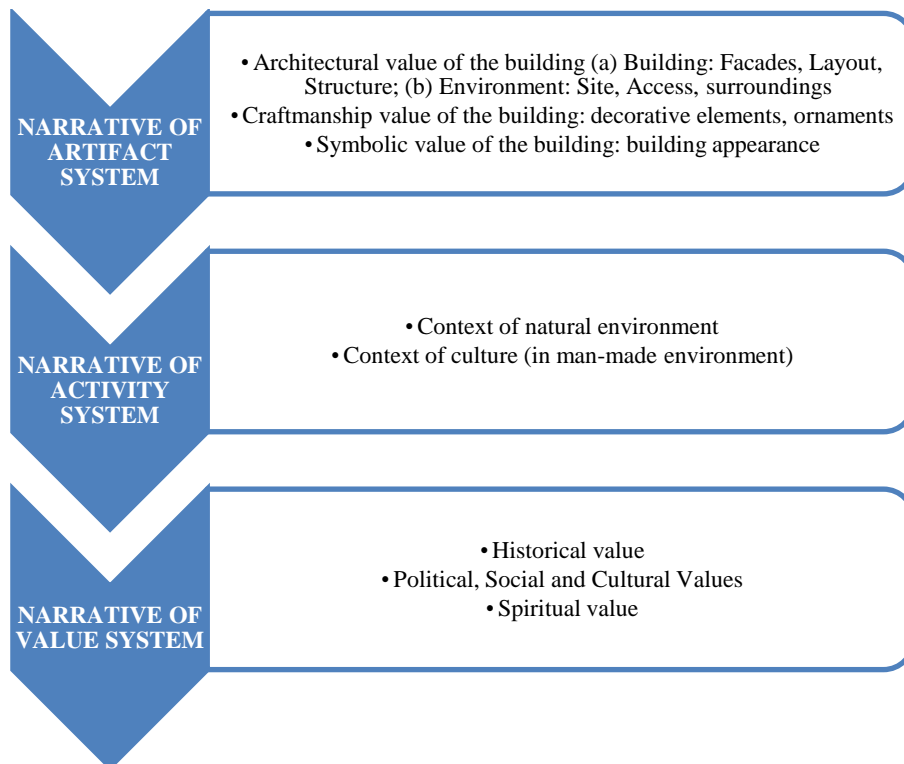 NARRATIVE OF
ARTIFACT
SYSTEM
• Architectural value of the building (a) Building: Facades, Layout,
Structure; (b) Environment: Site, Access, surroundings
• Craftmanship value of the building: decorative elements, ornaments
• Symbolic value of the building: building appearance
NARRATIVE OF
ACTIVITY
SYSTEM
• Context of natural environment
• Context of culture (in man-made environment)
NARRATIVE OF
VALUE SYSTEM
• Historical value
• Political, Social and Cultural Values
• Spiritual value